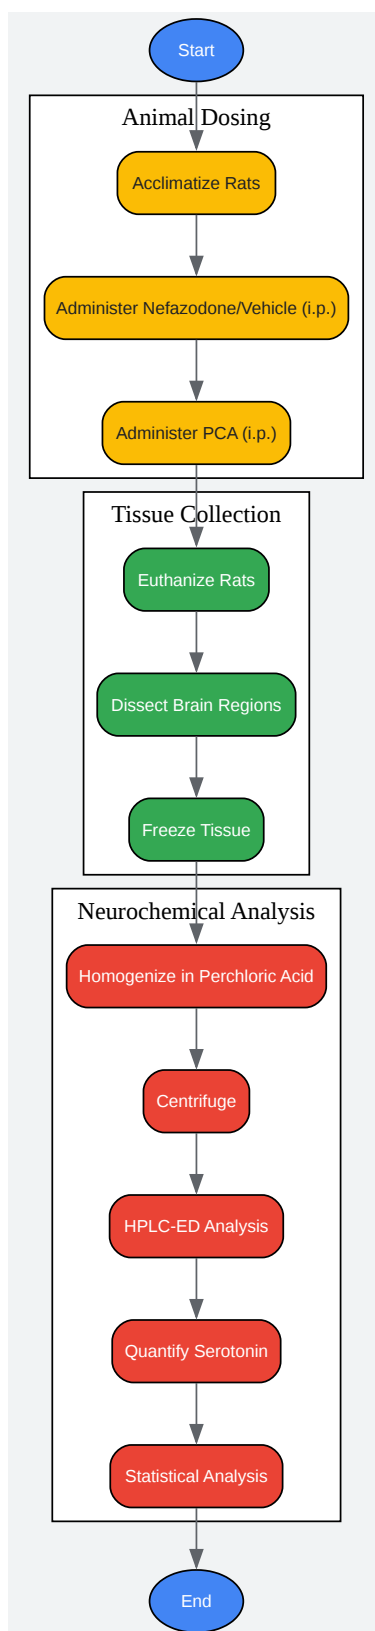 Start
Animal Dosing
Acclimatize Rats
Administer Nefazodone/Vehicle (i.p.)
Administer PCA (i.p.)
Tissue Collection
Euthanize Rats
Dissect Brain Regions
Freeze Tissue
Neurochemical Analysis
Homogenize in Perchloric Acid
Centrifuge
HPLC-ED Analysis
Quantify Serotonin
Statistical Analysis
End